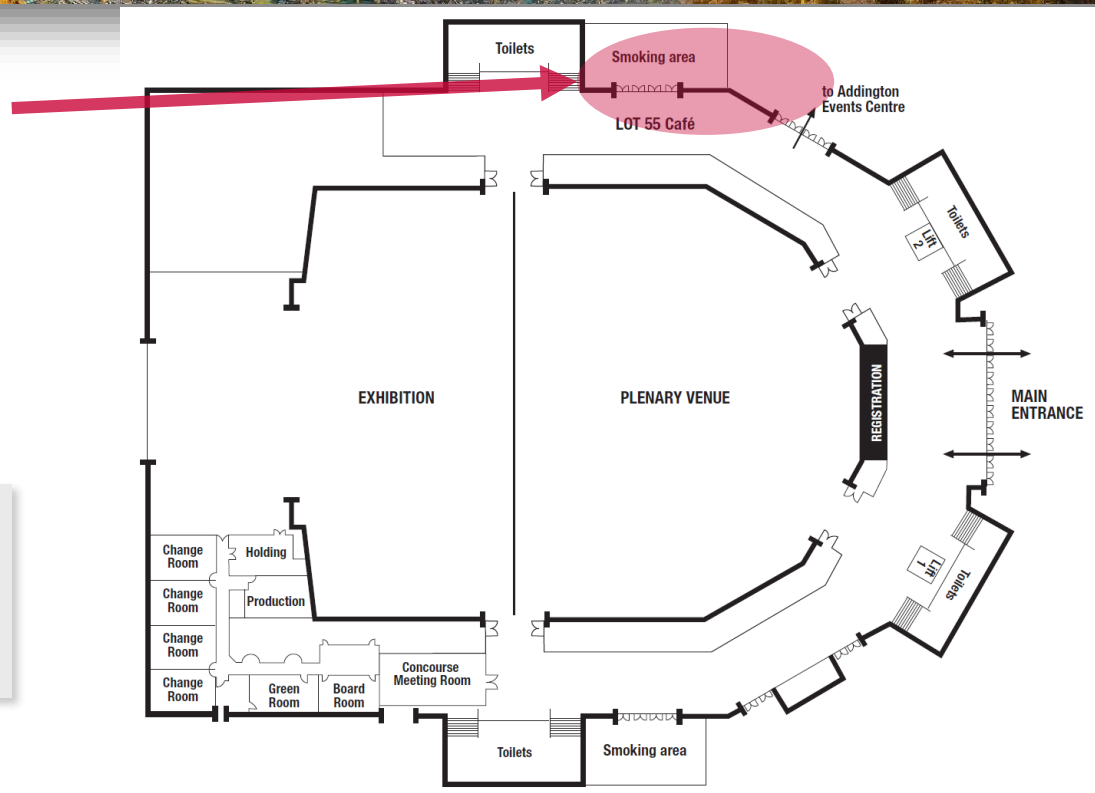 Toilets
Smoking area
LOT 55 Café
to Addington
Events Centre
Toilets
Lift
2
EXHIBITION
PLENARY VENUE
REGISTRATION
MAIN
ENTRANCE
Change
Room
Holding
Change
Room
Production
Change
Room
Change
Room
Green
Room
Board
Room
Concourse
Meeting Room
Lift
1
Toilets
Toilets
Smoking area